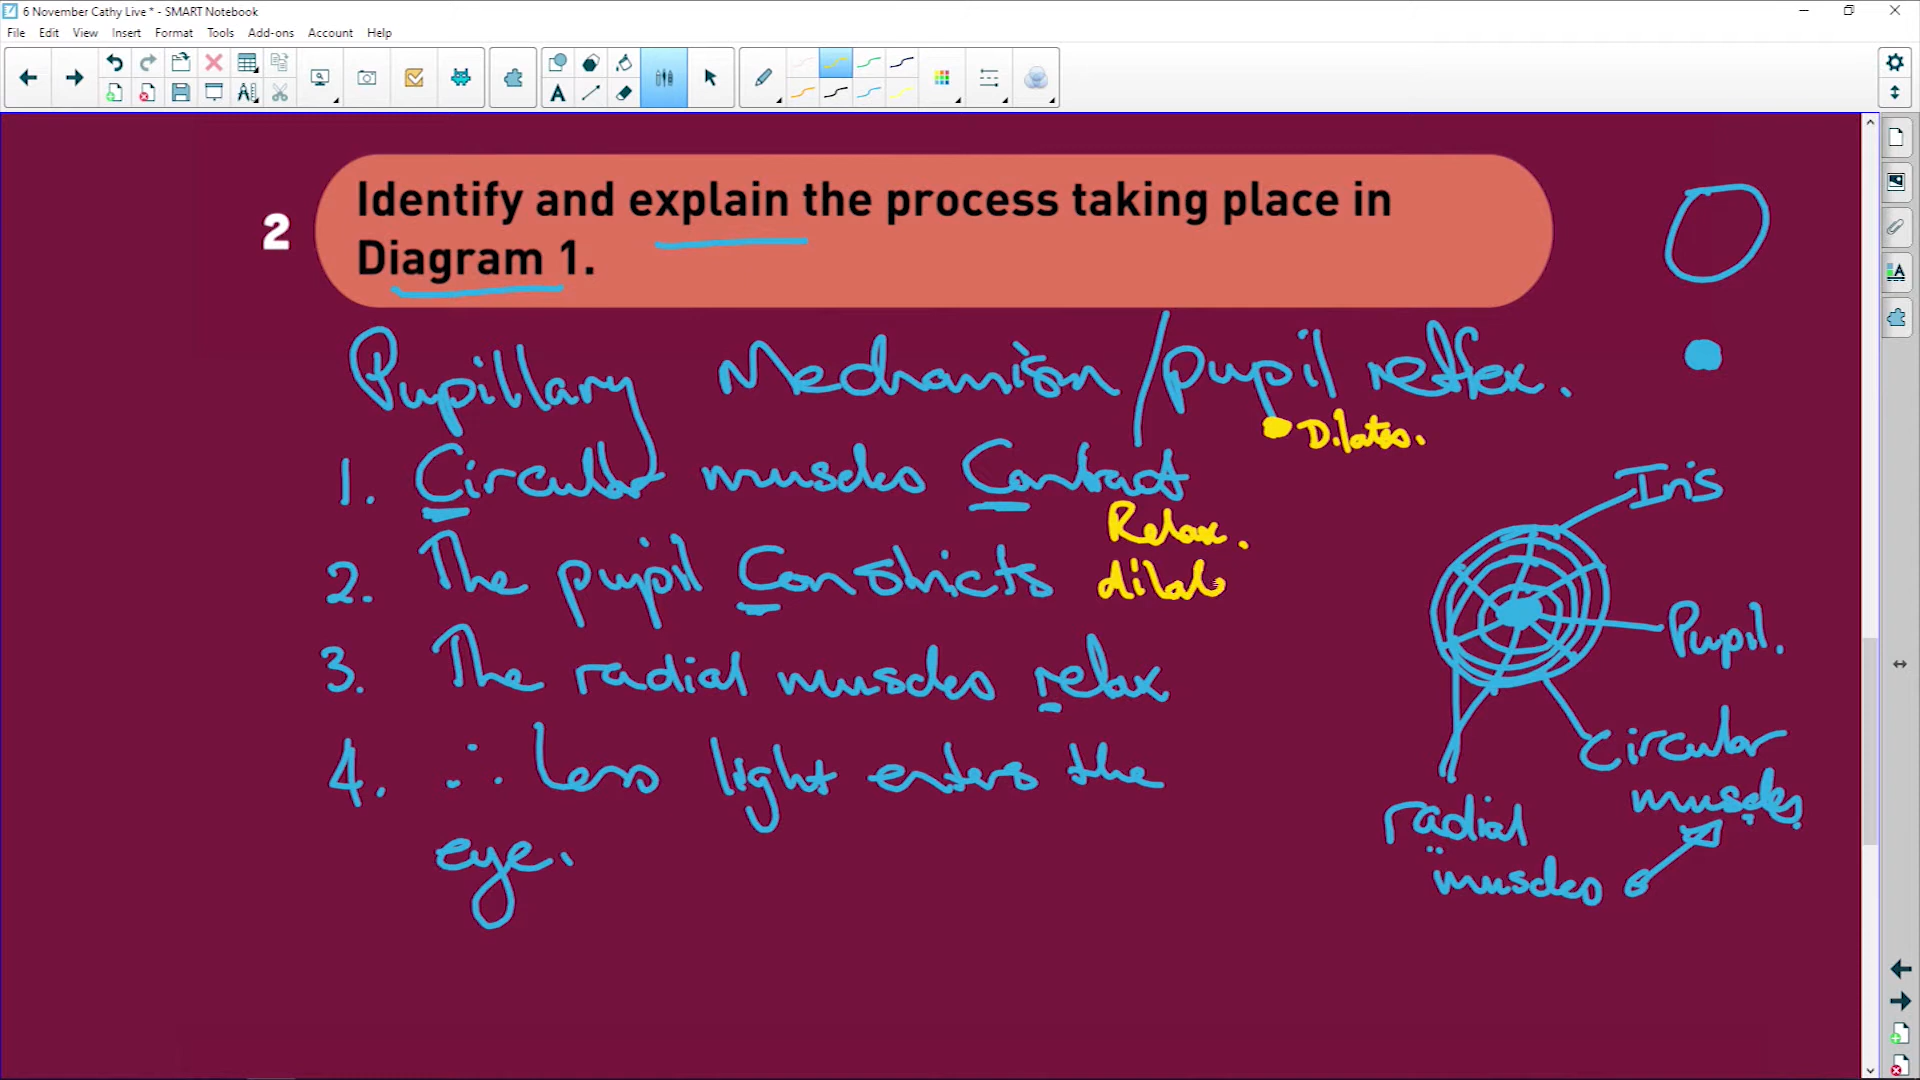 6 November Cathy Live * - SMART Notebook
File Edit View Insert Format Tools Add-ons Account Help
2
Identify and explain the process taking place in
Diagram 1.
Pupillary Mechanism / pupil reflex.
Dilates.
1. Circular muscles Contract
Relax.
2. The pupil Constricts dilat
3. The radial muscles relax
4. ∴ Less light enters the
eye.
Iris
Pupil.
Circular
muscles
radial
muscles